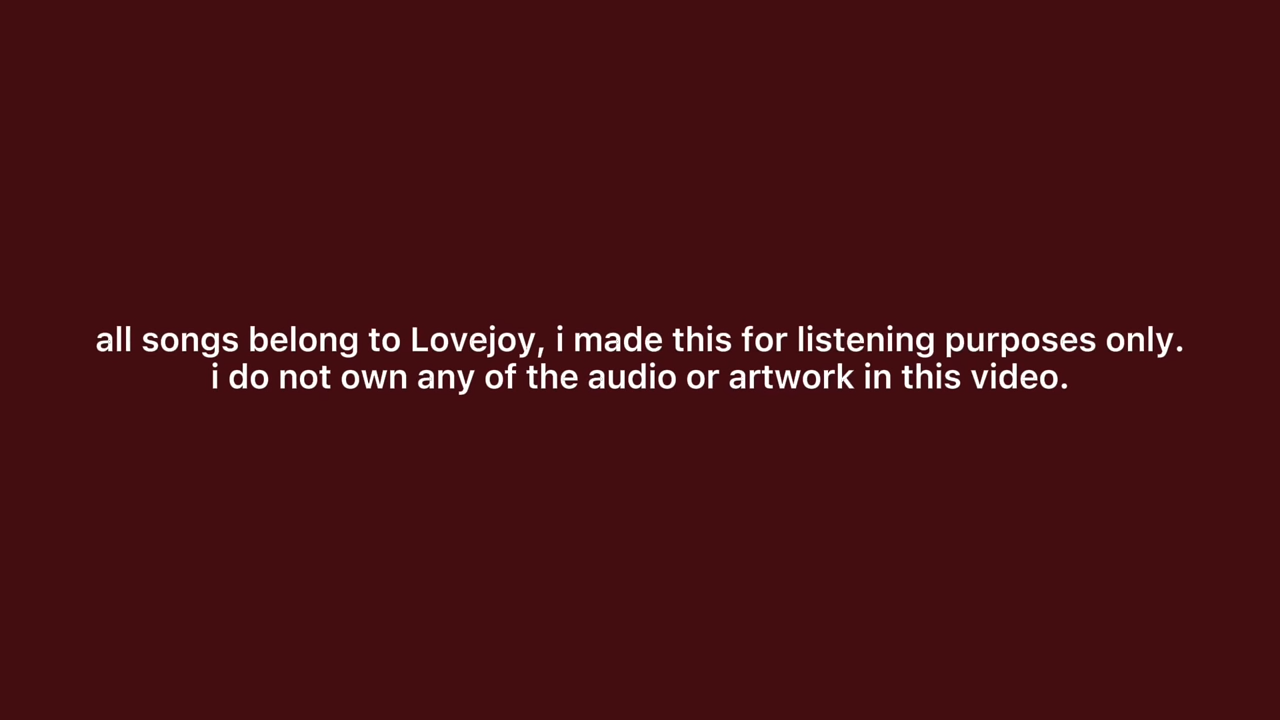 all songs belong to Lovejoy, i made this for listening purposes only.
i do not own any of the audio or artwork in this video.